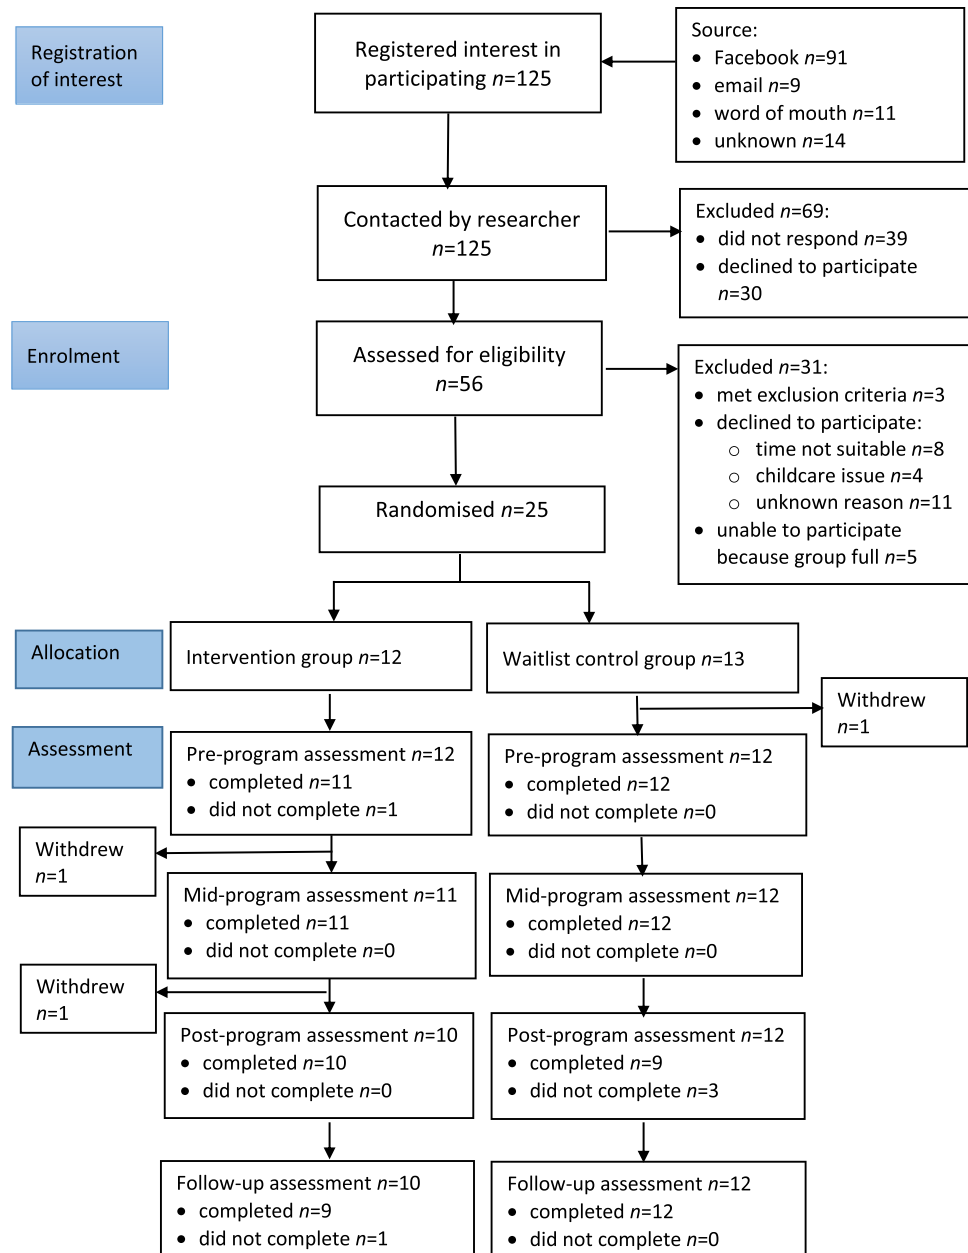 Registration
of interest
Registered interest in
participating n=125
Source:
• Facebook n=91
• email n=9
• word of mouth n=11
• unknown n=14
Contacted by researcher
n=125
Excluded n=69:
• did not respond n=39
• declined to participate
n=30
Enrolment
Assessed for eligibility
n=56
Excluded n=31:
• met exclusion criteria n=3
• declined to participate:
o time not suitable n=8
o childcare issue n=4
o unknown reason n=11
• unable to participate
because group full n=5
Randomised n=25
Allocation
Intervention group n=12
Waitlist control group n=13
Withdrew
n=1
Assessment
Pre-program assessment n=12
• completed n=11
• did not complete n=1
Pre-program assessment n=12
• completed n=12
• did not complete n=0
Withdrew
n=1
Mid-program assessment n=11
• completed n=11
• did not complete n=0
Mid-program assessment n=12
• completed n=12
• did not complete n=0
Withdrew
n=1
Post-program assessment n=10
• completed n=10
• did not complete n=0
Post-program assessment n=12
• completed n=9
• did not complete n=3
Follow-up assessment n=10
• completed n=9
• did not complete n=1
Follow-up assessment n=12
• completed n=12
• did not complete n=0